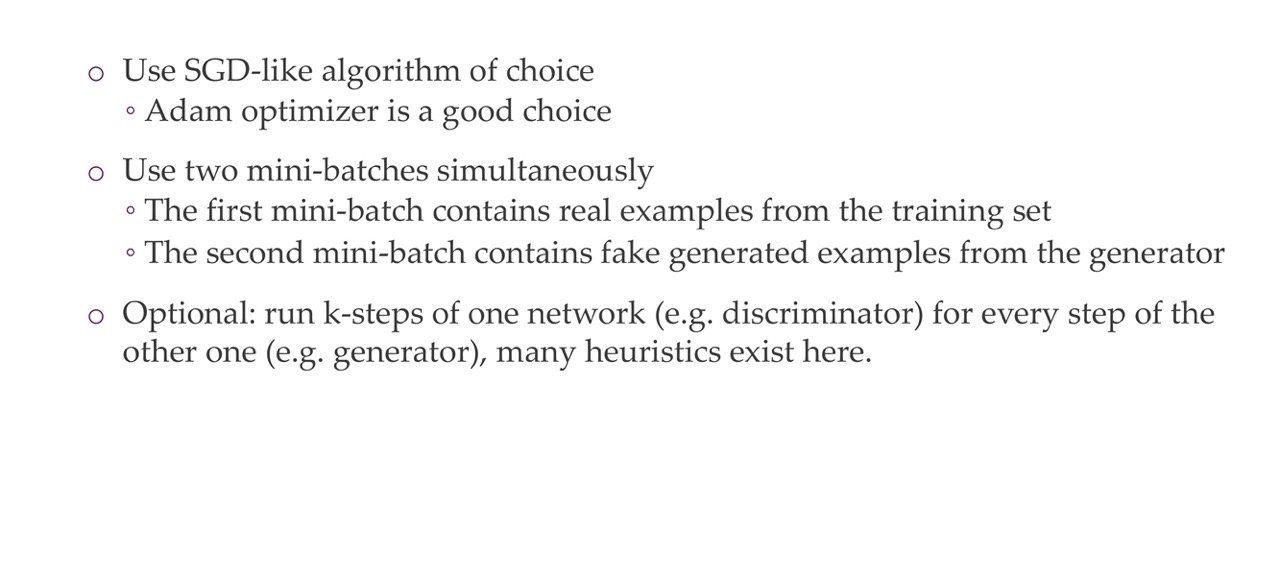 ○ Use SGD-like algorithm of choice
◦ Adam optimizer is a good choice
○ Use two mini-batches simultaneously
◦ The first mini-batch contains real examples from the training set
◦ The second mini-batch contains fake generated examples from the generator
○ Optional: run k-steps of one network (e.g. discriminator) for every step of the
other one (e.g. generator), many heuristics exist here.